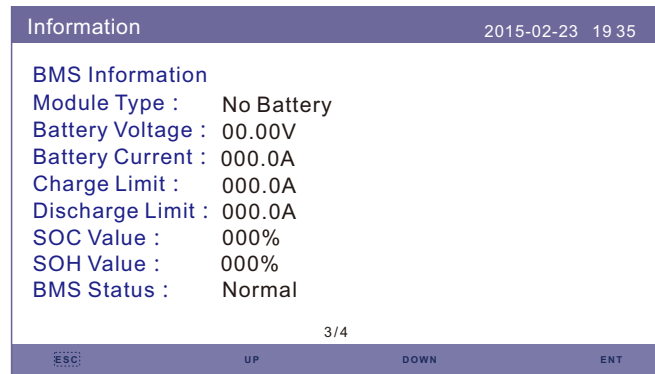 Information 2015-02-23 19 35
BMS Information
Module Type : No Battery
Battery Voltage : 00.00V
Battery Current : 000.0A
Charge Limit : 000.0A
Discharge Limit : 000.0A
SOC Value : 000%
SOH Value : 000%
BMS Status : Normal
3/4
ESC UP DOWN ENT